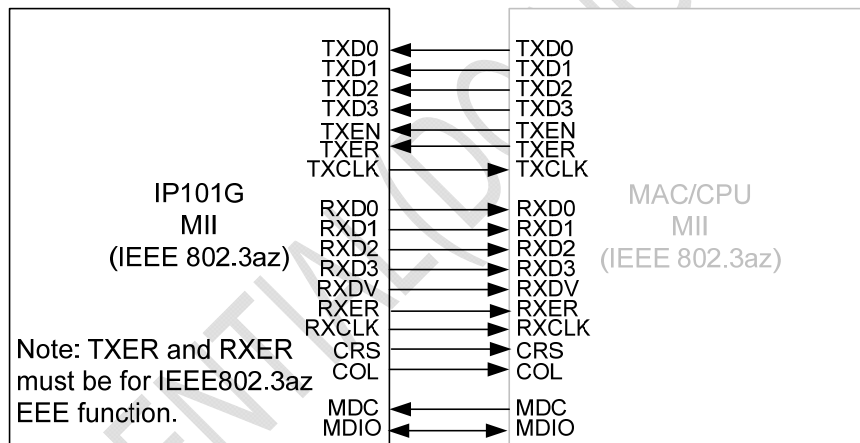 TXD0 TXD0
TXD1 TXD1
TXD2 TXD2
TXD3 TXD3
TXEN TXEN
TXER TXER
TXCLK TXCLK
IP101G
MII
(IEEE 802.3az)
MAC/CPU
MII
(IEEE 802.3az)
RXD0 RXD0
RXD1 RXD1
RXD2 RXD2
RXD3 RXD3
RXDV RXDV
RXER RXER
RXCLK RXCLK
CRS CRS
COL COL
Note: TXER and RXER
must be for IEEE802.3az
EEE function.
MDC MDC
MDIO MDIO